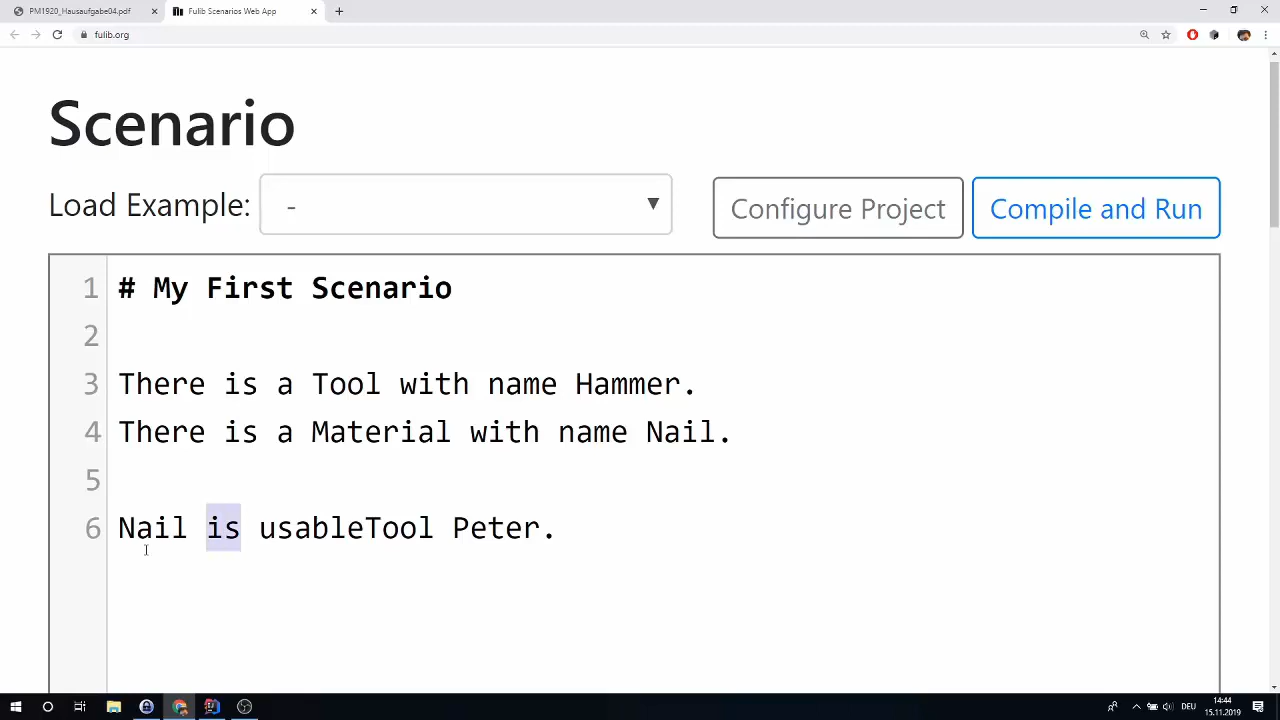 PM1920_Hausaufgabe04.pdf
Fulib Scenarios Web App
fulib.org
Scenario
Load Example:
-
Configure Project
Compile and Run
1 # My First Scenario
2
3 There is a Tool with name Hammer.
4 There is a Material with name Nail.
5
6 Nail is usableTool Peter.
DEU
14:44
15.11.2019